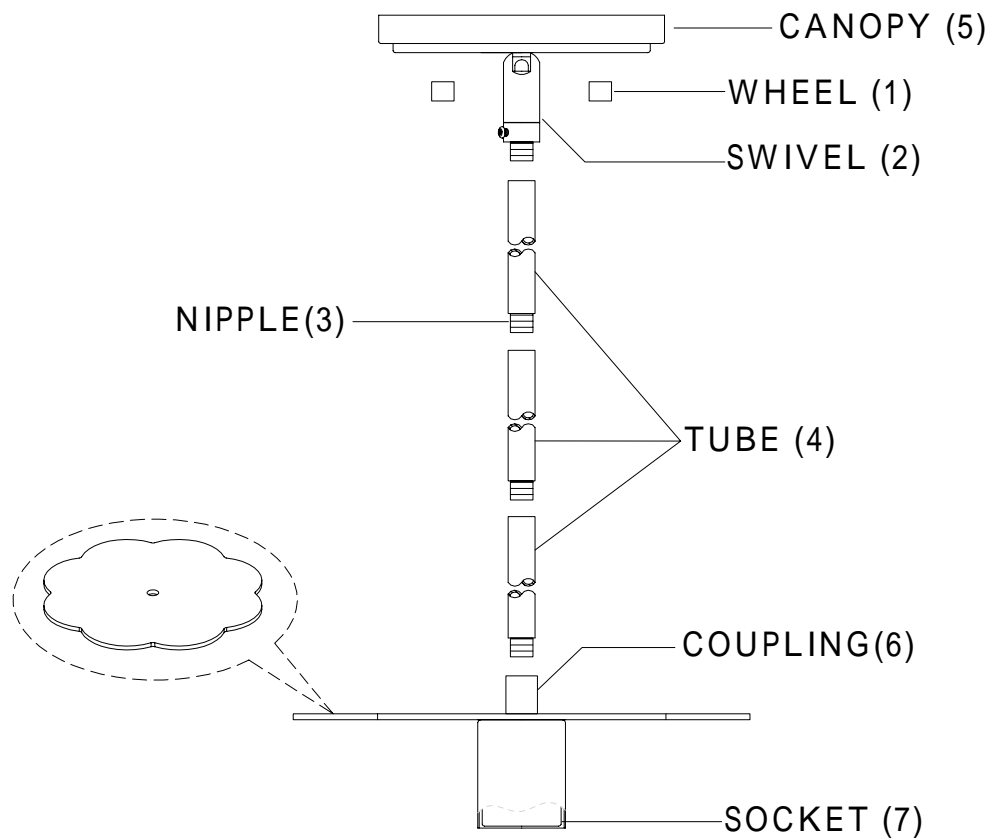 CANOPY (5)
WHEEL (1)
SWIVEL (2)
NIPPLE(3)
TUBE (4)
COUPLING(6)
SOCKET (7)